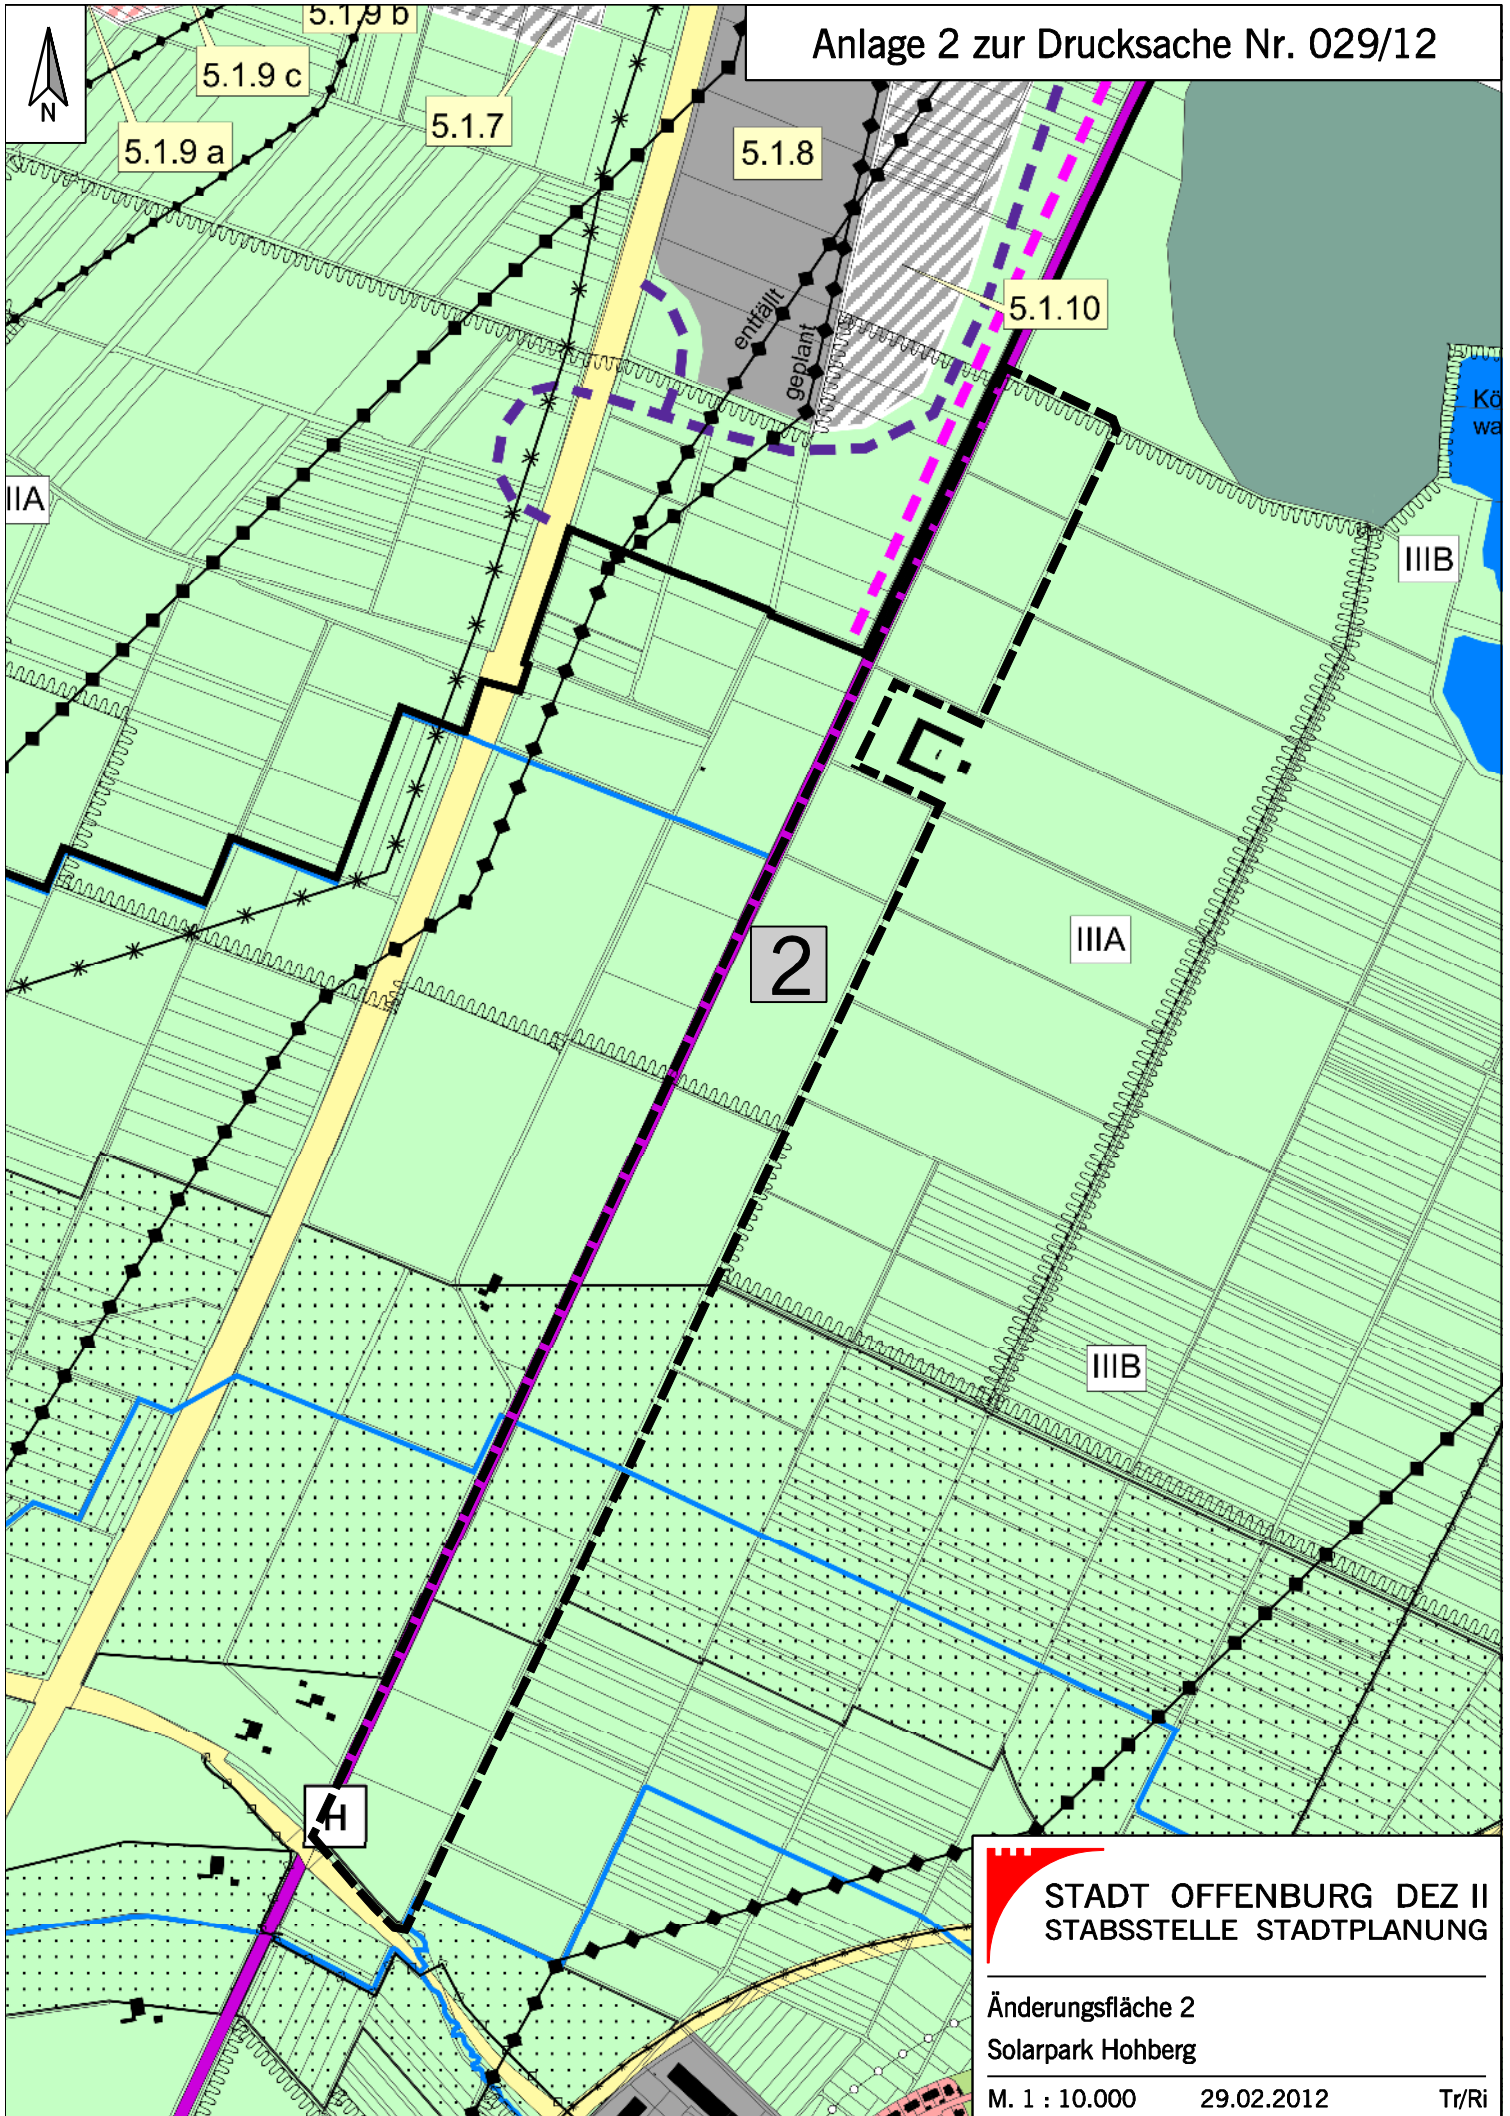 Anlage 2 zur Drucksache Nr. 029/12
N
5.1.9 b
5.1.9 c
5.1.9 a
5.1.7
5.1.8
entfällt
geplant
5.1.10
IIA
IIIB
2
IIIA
IIIB
H
STADT OFFENBURG DEZ II
STABSSTELLE STADTPLANUNG
Änderungsfläche 2
Solarpark Hohberg
M. 1 : 10.000 29.02.2012 Tr/Ri